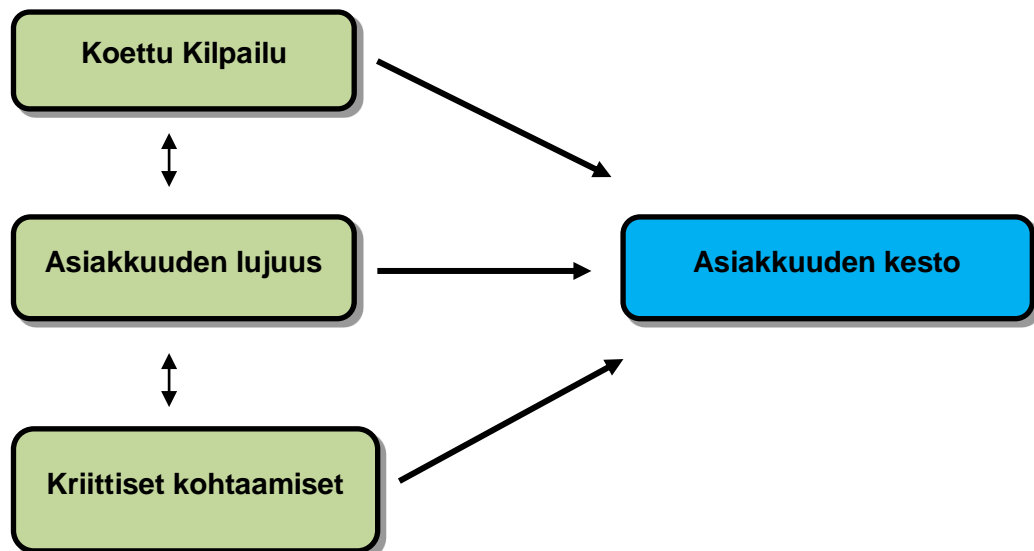 Koettu Kilpailu
Asiakkuuden lujuus
Asiakkuuden kesto
Kriittiset kohtaamiset